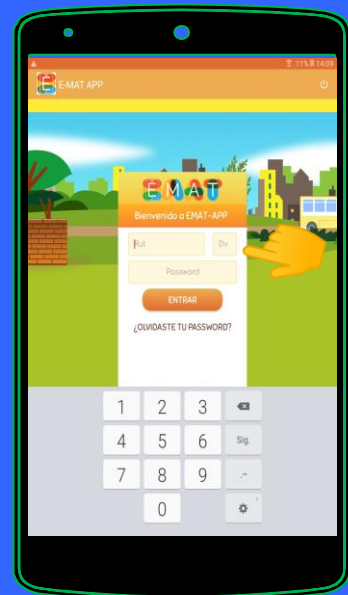 11% 14:09
E-MAT APP
EMAT
Bienvenido a EMAT-APP
Rut Dv
Password
ENTRAR
¿OLVIDASTE TU PASSWORD?
1 2 3
4 5 6 Sig.
7 8 9 .-
0